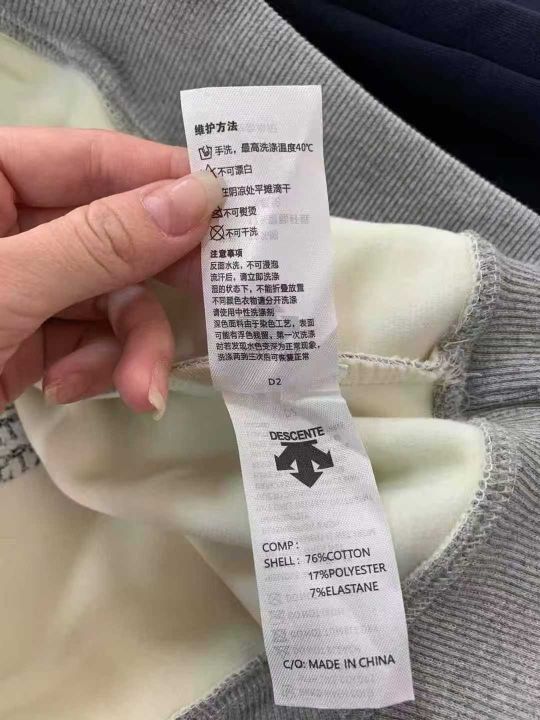 维护方法
手洗，最高洗涤温度40℃
不可漂白
在阴凉处平摊滴干
不可熨烫
不可干洗
注意事项
反面水洗，不可浸泡
流汗后，请立即洗涤
湿的状态下，不能折叠放置
不同颜色衣物请分开洗涤
请使用中性洗涤剂
深色面料由于染色工艺，表面
可能有浮色残留，第一次洗涤
时若发现水色变深为正常现象，
洗涤两到三次后可恢复正常
D2
DESCENTE
COMP:
SHELL: 76%COTTON
17%POLYESTER
7%ELASTANE
C/O: MADE IN CHINA